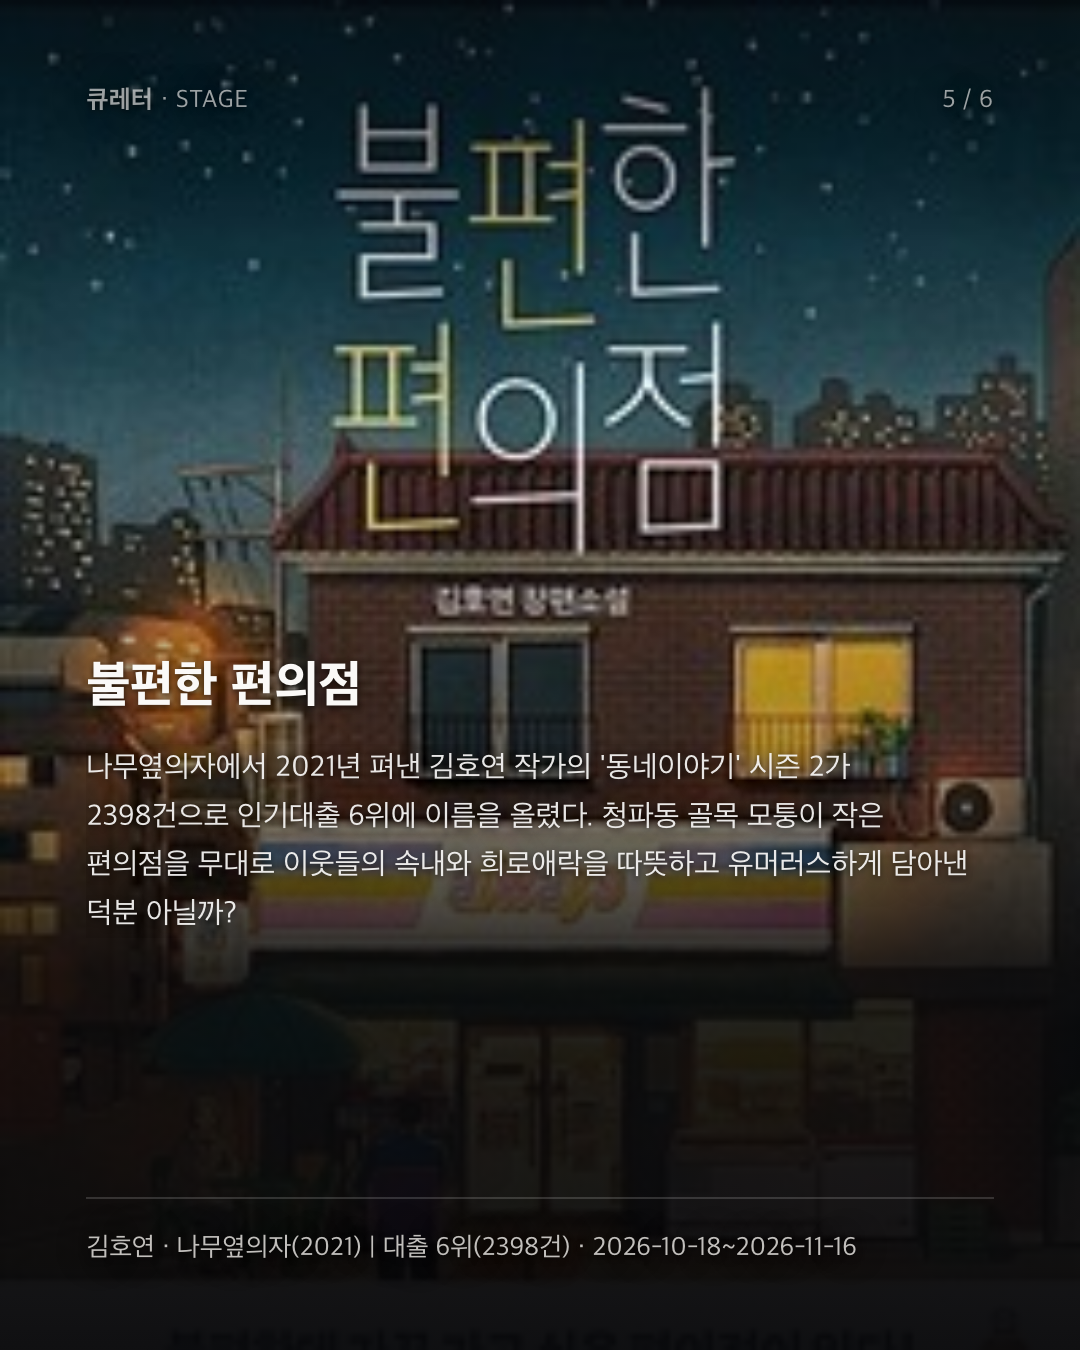 큐레터 · STAGE
5 / 6
불편한
편의점
김호연 장편소설
불편한 편의점
나무옆의자에서 2021년 펴낸 김호연 작가의 '동네이야기' 시즌 2가
2398건으로 인기대출 6위에 이름을 올렸다. 청파동 골목 모퉁이 작은
편의점을 무대로 이웃들의 속내와 희로애락을 따뜻하고 유머러스하게 담아낸
덕분 아닐까?
김호연 · 나무옆의자(2021) | 대출 6위(2398건) · 2026-10-18~2026-11-16